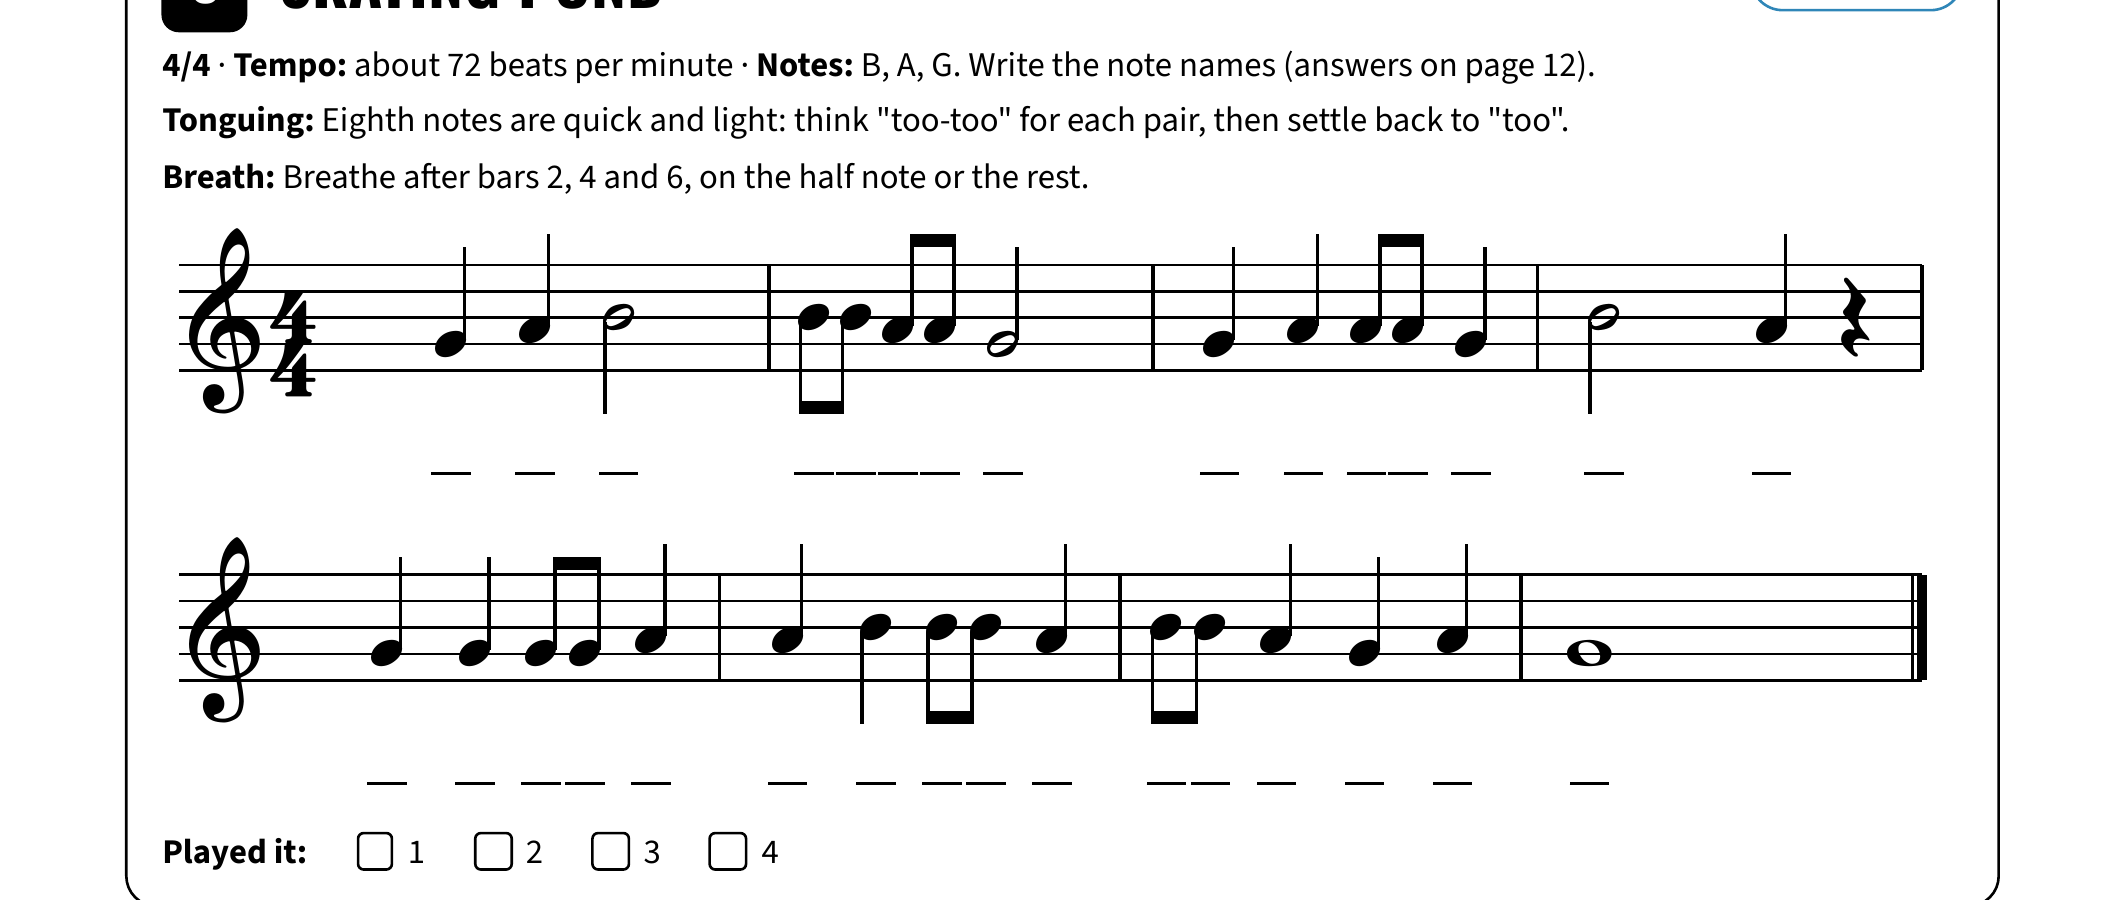 4/4 · Tempo: about 72 beats per minute · Notes: B, A, G. Write the note names (answers on page 12).
Tonguing: Eighth notes are quick and light: think "too-too" for each pair, then settle back to "too".
Breath: Breathe after bars 2, 4 and 6, on the half note or the rest.
4
4
Played it: 1 2 3 4